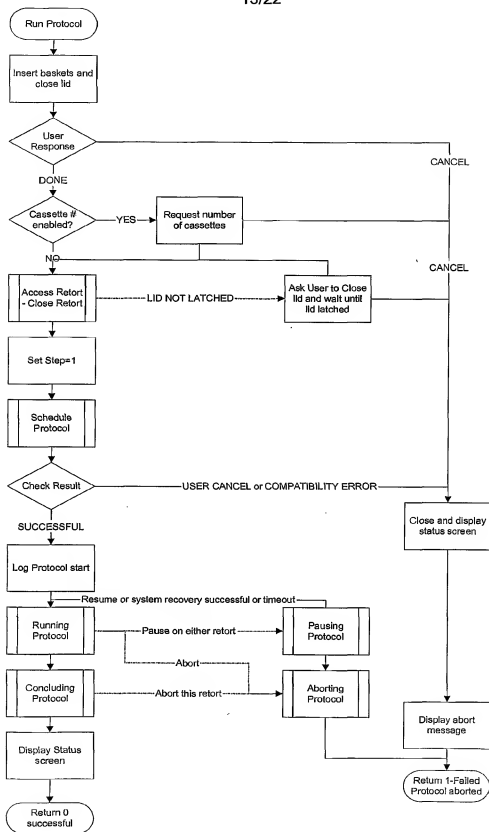 15/22
Run Protocol
Insert baskets and
close lid
User
Response
CANCEL
DONE
Cassette #
enabled?
YES
Request number
of cassettes
NO
CANCEL
Access Retort
- Close Retort
LID NOT LATCHED
Ask User to Close
lid and wait until
lid latched
Set Step=1
Schedule
Protocol
Check Result
USER CANCEL or COMPATIBILITY ERROR
SUCCESSFUL
Close and display
status screen
Log Protocol start
Resume or system recovery successful or timeout
Running
Protocol
Pause on either retort
Pausing
Protocol
Abort
Concluding
Protocol
Abort this retort
Aborting
Protocol
Display Status
screen
Display abort
message
Return 0
successful
Return 1-Failed
Protocol aborted